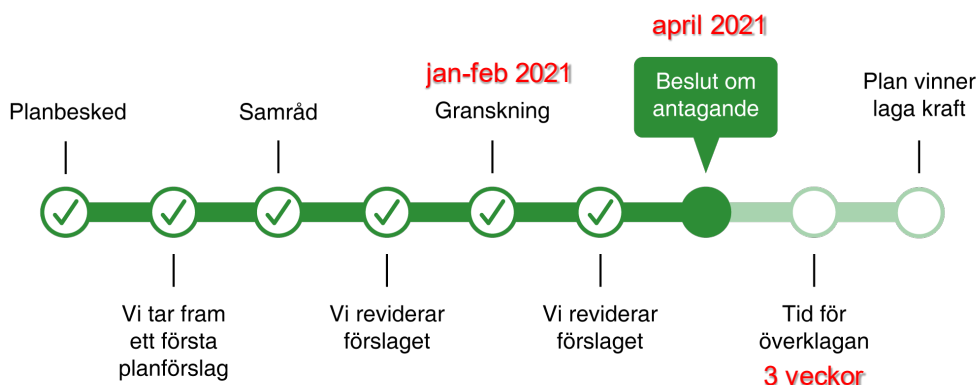 Planbesked
Vi tar fram
ett första
planförslag
Samråd
Vi reviderar
förslaget
jan-feb 2021
Granskning
Vi reviderar
förslaget
april 2021
Beslut om
antagande
Tid för
överklagan
3 veckor
Plan vinner
laga kraft